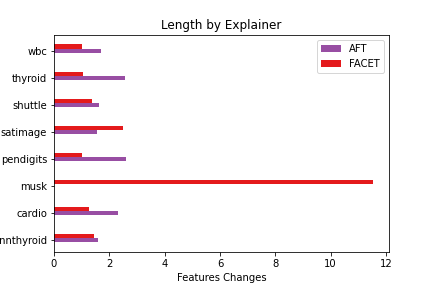 Length by Explainer
AFT
FACET
wbc
thyroid
shuttle
satimage
pendigits
musk
cardio
nnthyroid
0 2 4 6 8 10 12
Features Changes